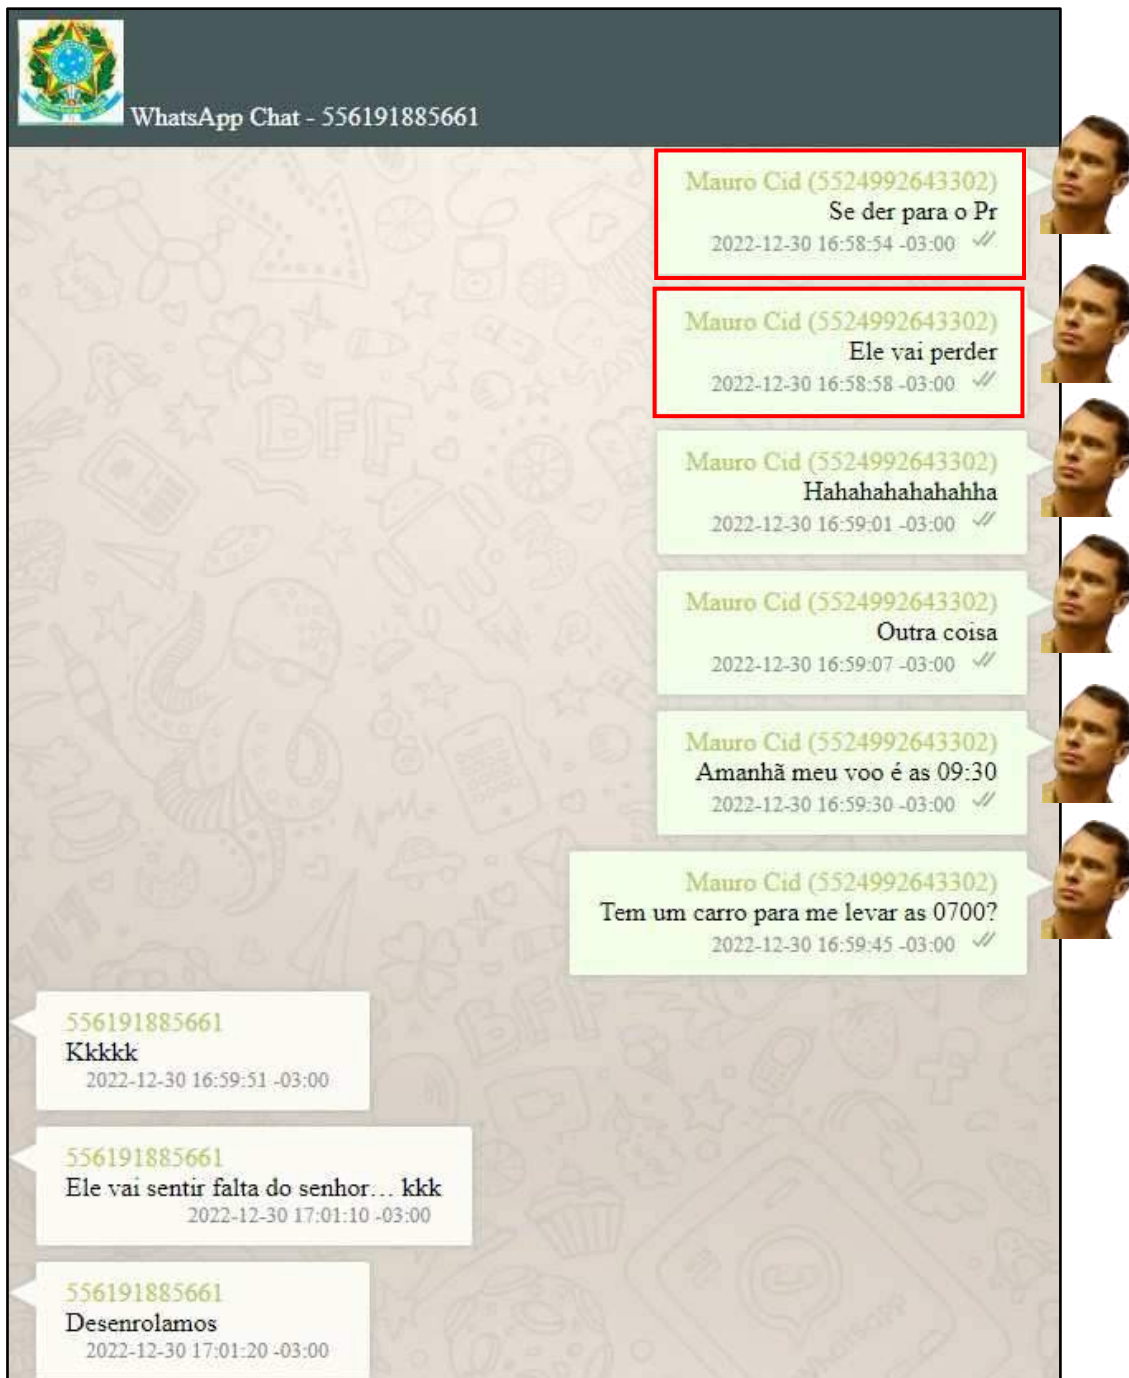 WhatsApp Chat - 556191885661
Mauro Cid (5524992643302)
Se der para o Pr
2022-12-30 16:58:54 -03:00
Mauro Cid (5524992643302)
Ele vai perder
2022-12-30 16:58:58 -03:00
Mauro Cid (5524992643302)
Hahahahahahahha
2022-12-30 16:59:01 -03:00
Mauro Cid (5524992643302)
Outra coisa
2022-12-30 16:59:07 -03:00
Mauro Cid (5524992643302)
Amanhã meu voo é as 09:30
2022-12-30 16:59:30 -03:00
Mauro Cid (5524992643302)
Tem um carro para me levar as 0700?
2022-12-30 16:59:45 -03:00
556191885661
Kkkkk
2022-12-30 16:59:51 -03:00
556191885661
Ele vai sentir falta do senhor… kkk
2022-12-30 17:01:10 -03:00
556191885661
Desenrolamos
2022-12-30 17:01:20 -03:00